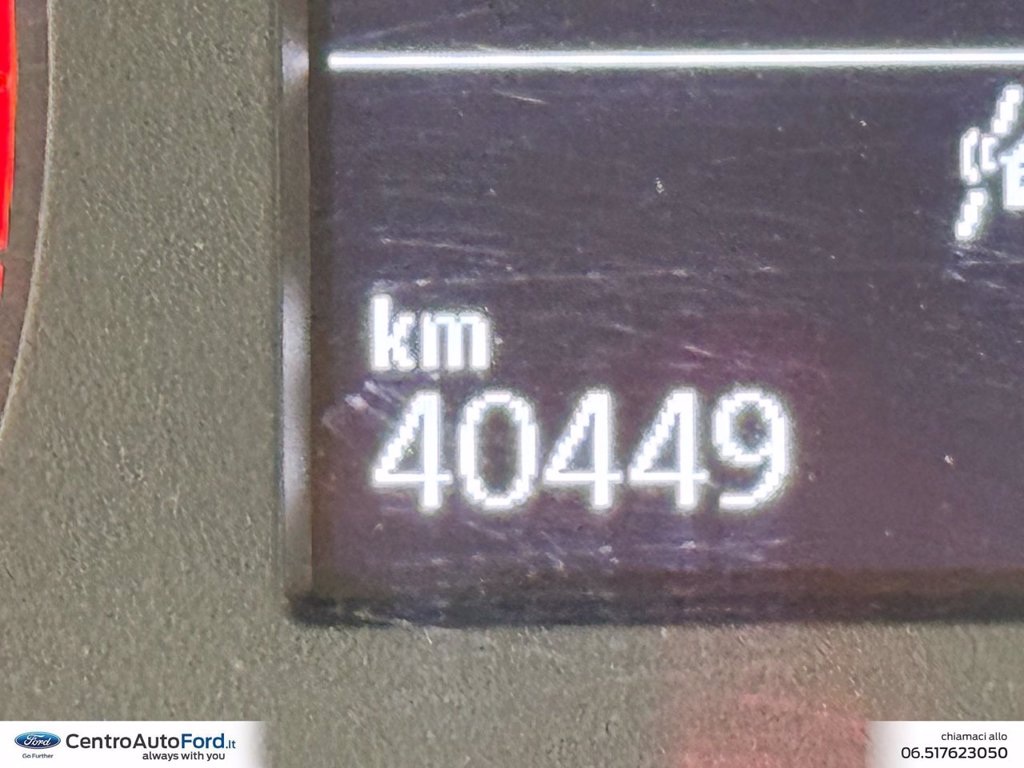 km
40449
Ford
Go Further
CentroAutoFord.it
always with you
chiamaci allo
06.517623050